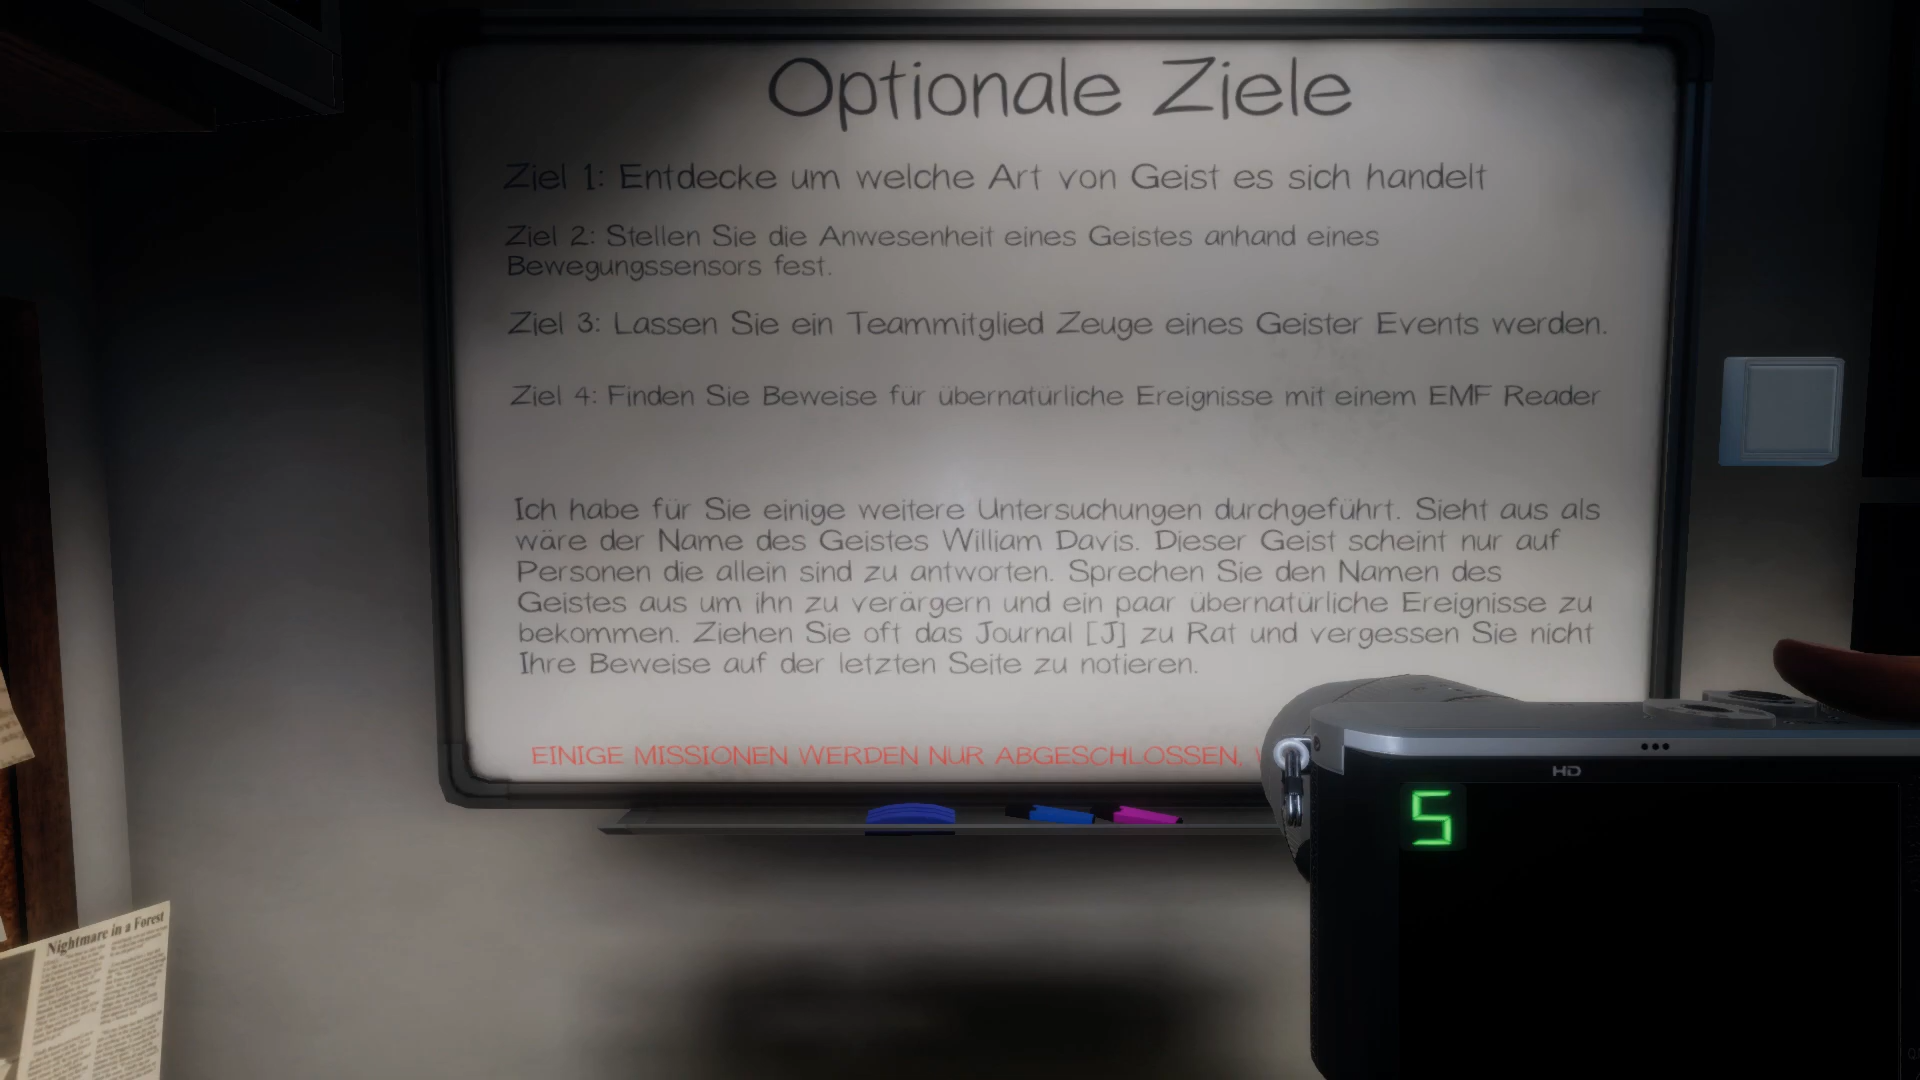 Optionale Ziele
Ziel 1: Entdecke um welche Art von Geist es sich handelt
Ziel 2: Stellen Sie die Anwesenheit eines Geistes anhand eines
Bewegungssensors fest.
Ziel 3: Lassen Sie ein Teammitglied Zeuge eines Geister Events werden.
Ziel 4: Finden Sie Beweise für übernatürliche Ereignisse mit einem EMF Reader
Ich habe für Sie einige weitere Untersuchungen durchgeführt. Sieht aus als
wäre der Name des Geistes William Davis. Dieser Geist scheint nur auf
Personen die allein sind zu antworten. Sprechen Sie den Namen des
Geistes aus um ihn zu verärgern und ein paar übernatürliche Ereignisse zu
bekommen. Ziehen Sie oft das Journal [J] zu Rat und vergessen Sie nicht
Ihre Beweise auf der letzten Seite zu notieren.
EINIGE MISSIONEN WERDEN NUR ABGESCHLOSSEN,
HD
5
Nightmare in a Forest